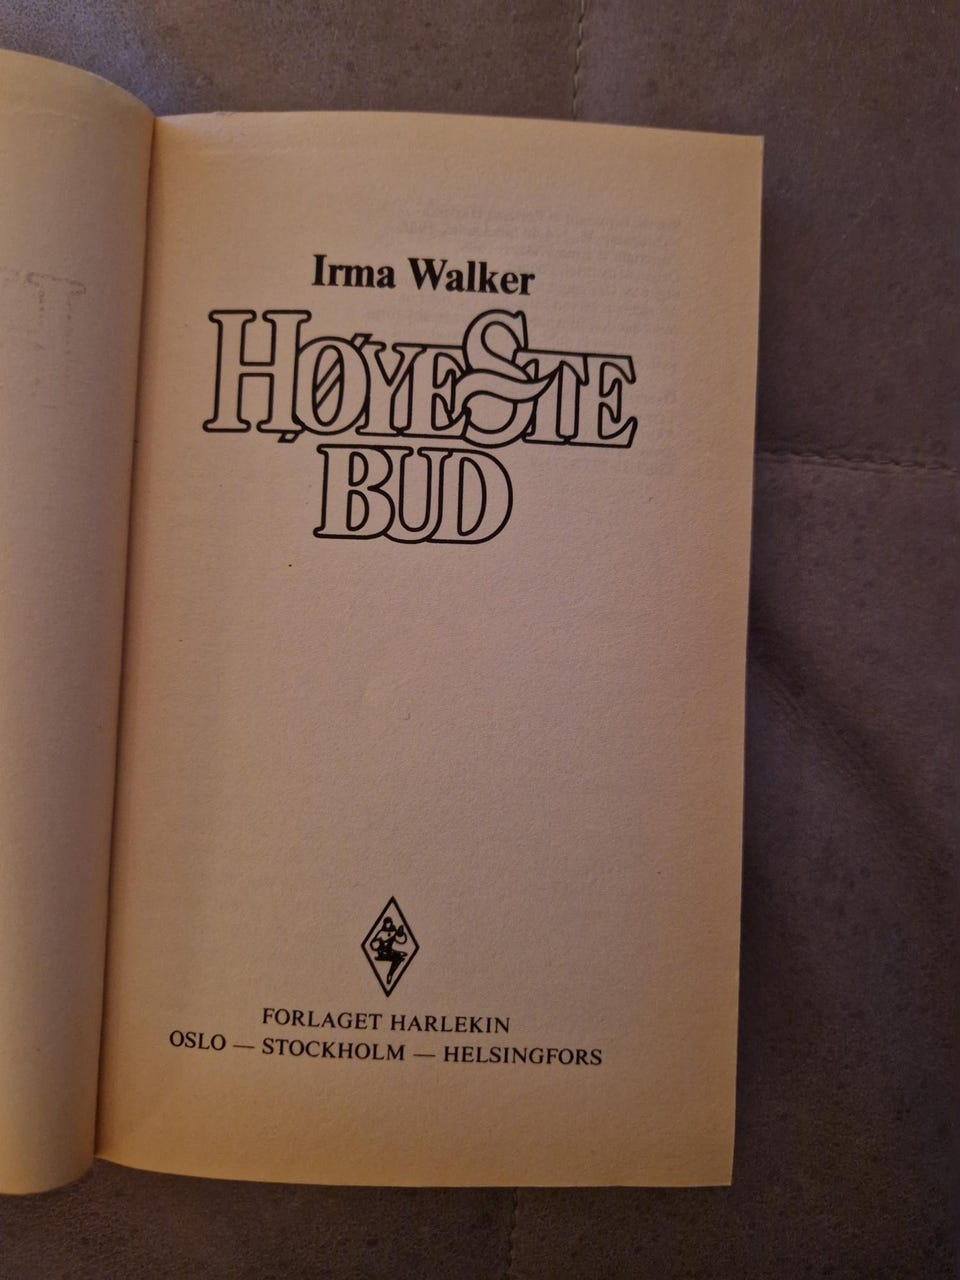 Irma Walker
HØYESTE
BUD
FORLAGET HARLEKIN
OSLO — STOCKHOLM — HELSINGFORS